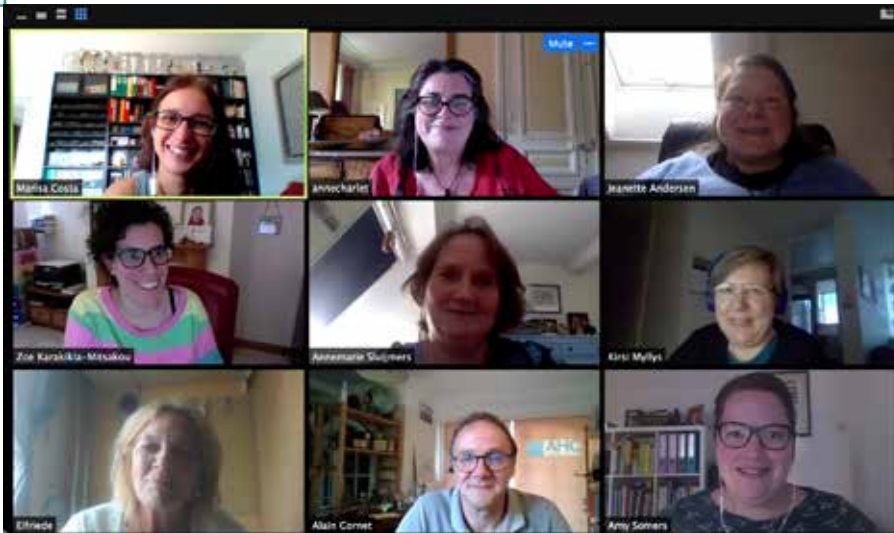 Mute
Marisa Costa
annecharlet
Jeanette Andersen
Zoe Karakikla-Mitsakou
Annemarie Sluijmers
Kirsi Myllys
Elfriede
AHC
Alain Cornet
Amy Somers